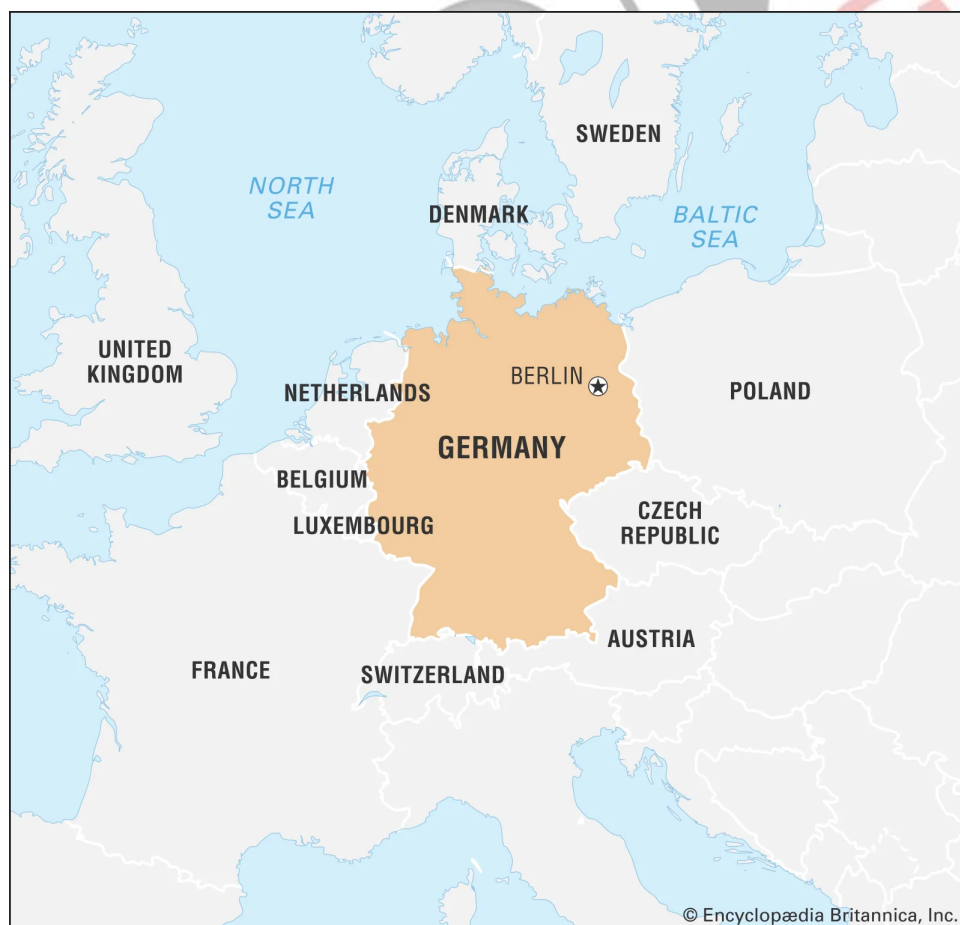 SWEDEN
NORTH
SEA
DENMARK
BALTIC
SEA
UNITED
KINGDOM
BERLIN
NETHERLANDS
POLAND
GERMANY
BELGIUM
CZECH
REPUBLIC
LUXEMBOURG
AUSTRIA
FRANCE
SWITZERLAND
© Encyclopædia Britannica, Inc.